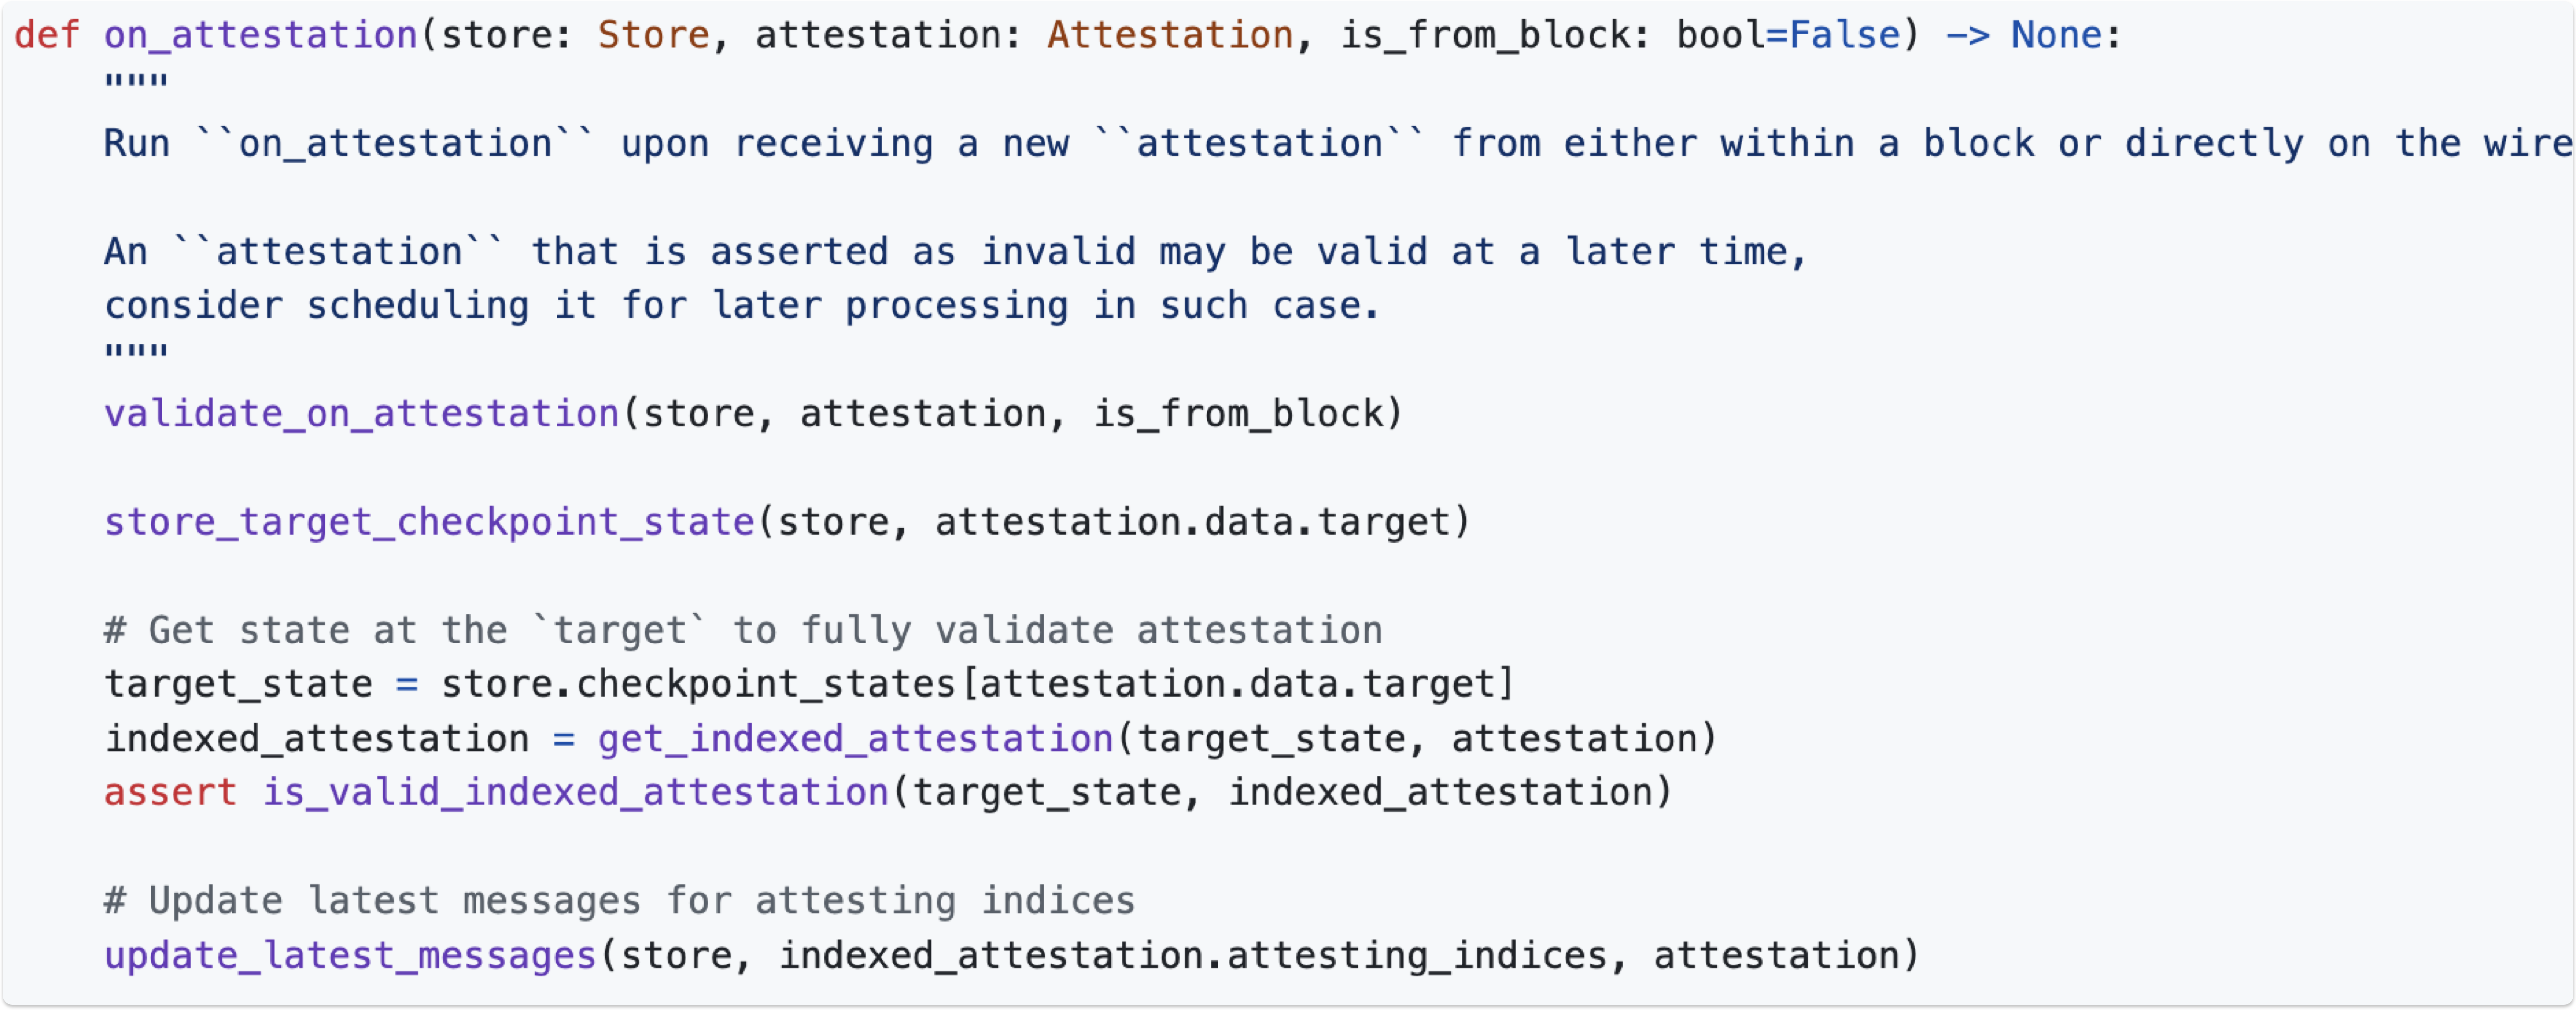 def on_attestation(store: Store, attestation: Attestation, is_from_block: bool=False) -> None:
    """
    Run ``on_attestation`` upon receiving a new ``attestation`` from either within a block or directly on the wire

    An ``attestation`` that is asserted as invalid may be valid at a later time,
    consider scheduling it for later processing in such case.
    """
    validate_on_attestation(store, attestation, is_from_block)

    store_target_checkpoint_state(store, attestation.data.target)

    # Get state at the `target` to fully validate attestation
    target_state = store.checkpoint_states[attestation.data.target]
    indexed_attestation = get_indexed_attestation(target_state, attestation)
    assert is_valid_indexed_attestation(target_state, indexed_attestation)

    # Update latest messages for attesting indices
    update_latest_messages(store, indexed_attestation.attesting_indices, attestation)